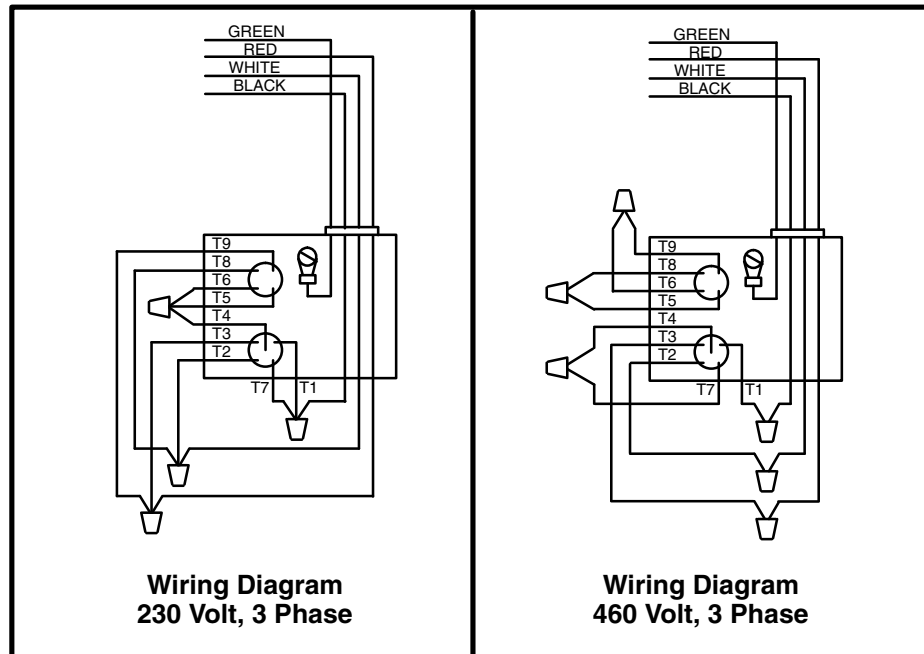 GREEN
RED
WHITE
BLACK
T9
T8
T6
T5
T4
T3
T2
T7 T1
Wiring Diagram
230 Volt, 3 Phase
GREEN
RED
WHITE
BLACK
T9
T8
T6
T5
T4
T3
T2
T7 T1
Wiring Diagram
460 Volt, 3 Phase